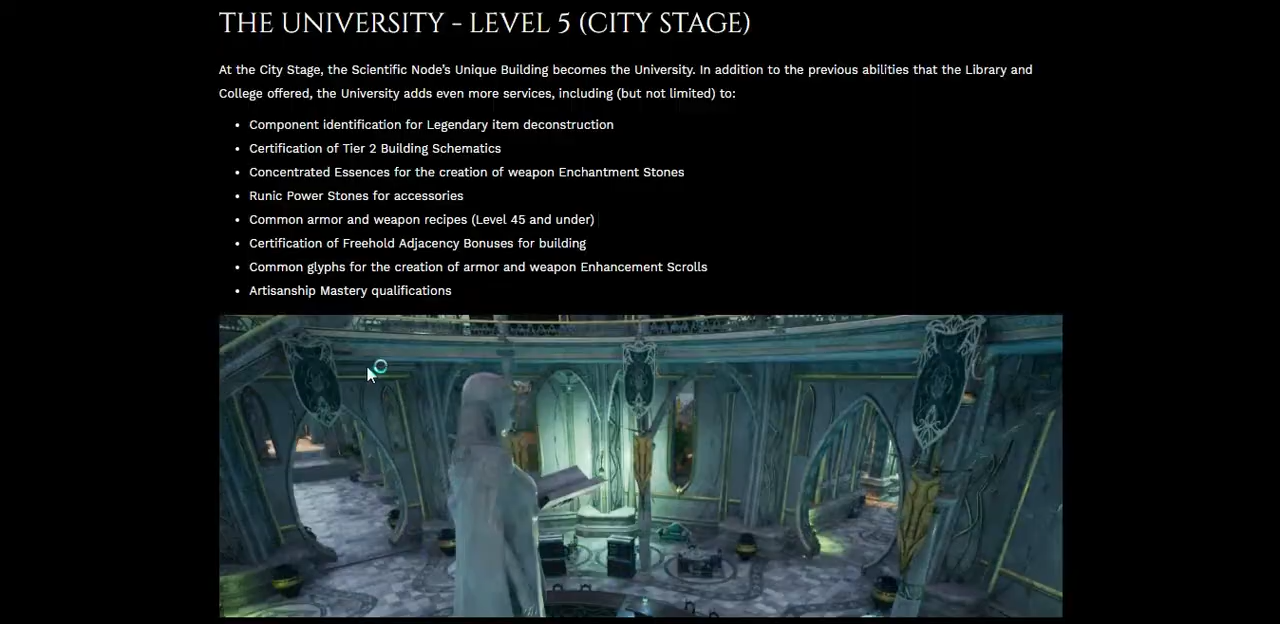 THE UNIVERSITY - LEVEL 5 (CITY STAGE)
At the City Stage, the Scientific Node's Unique Building becomes the University. In addition to the previous abilities that the Library and
College offered, the University adds even more services, including (but not limited) to:
• Component identification for Legendary item deconstruction
• Certification of Tier 2 Building Schematics
• Concentrated Essences for the creation of weapon Enchantment Stones
• Runic Power Stones for accessories
• Common armor and weapon recipes (Level 45 and under)
• Certification of Freehold Adjacency Bonuses for building
• Common glyphs for the creation of armor and weapon Enhancement Scrolls
• Artisanship Mastery qualifications